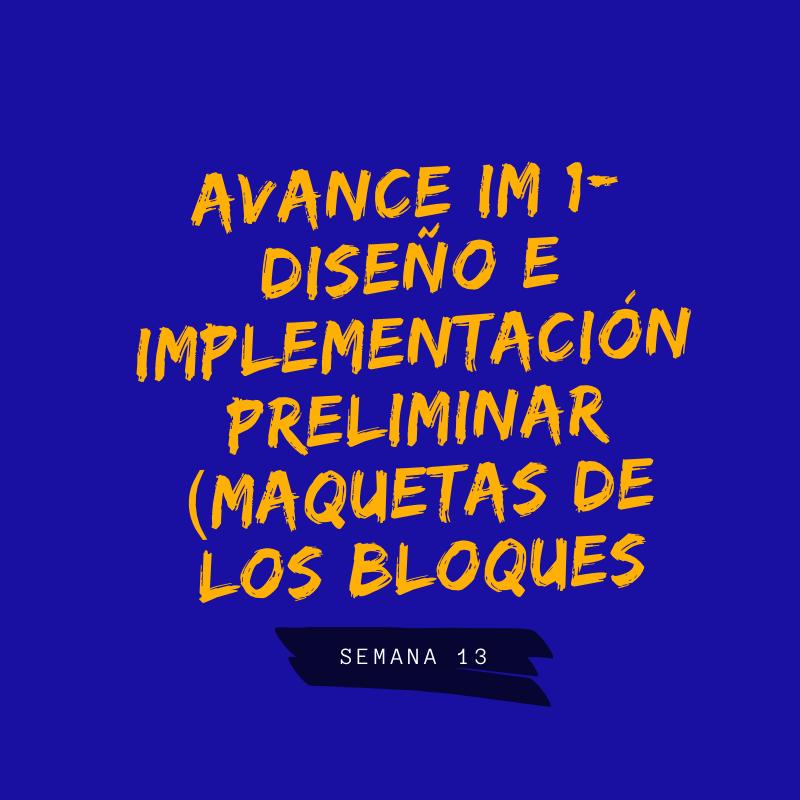 AVANCE IM 1-
DISEÑO E
IMPLEMENTACIÓN
PRELIMINAR
(MAQUETAS DE
LOS BLOQUES
SEMANA 13